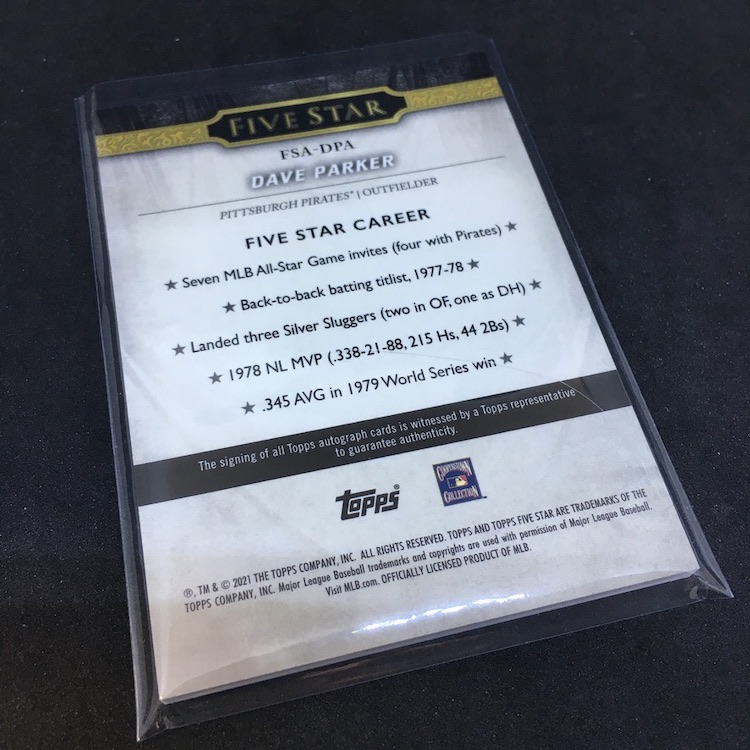 FIVE STAR
FSA-DPA
DAVE PARKER
PITTSBURGH PIRATES® | OUTFIELDER
FIVE STAR CAREER
★ Seven MLB All-Star Game invites (four with Pirates) ★
★ Back-to-back batting titlist, 1977-78 ★
★ Landed three Silver Sluggers (two in OF, one as DH) ★
★ 1978 NL MVP (.338-21-88, 215 Hs, 44 2Bs) ★
★ .345 AVG in 1979 World Series win ★
The signing of all Topps autograph cards is witnessed by a Topps representative
to guarantee authenticity.
topps®
COOPERSTOWN
COLLECTION
®, TM & © 2021 THE TOPPS COMPANY, INC. ALL RIGHTS RESERVED. TOPPS AND TOPPS FIVE STAR ARE TRADEMARKS OF THE
TOPPS COMPANY, INC. Major League Baseball trademarks and copyrights are used with permission of Major League Baseball.
Visit MLB.com. OFFICIALLY LICENSED PRODUCT OF MLB.